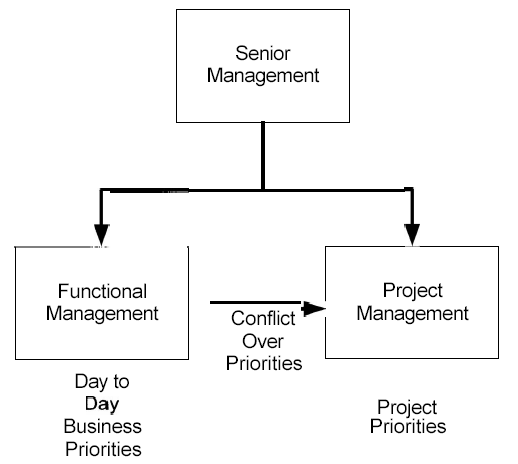 Senior
Management
Functional
Management
Conflict
Over
Priorities
Project
Management
Day to
Day
Business
Priorities
Project
Priorities